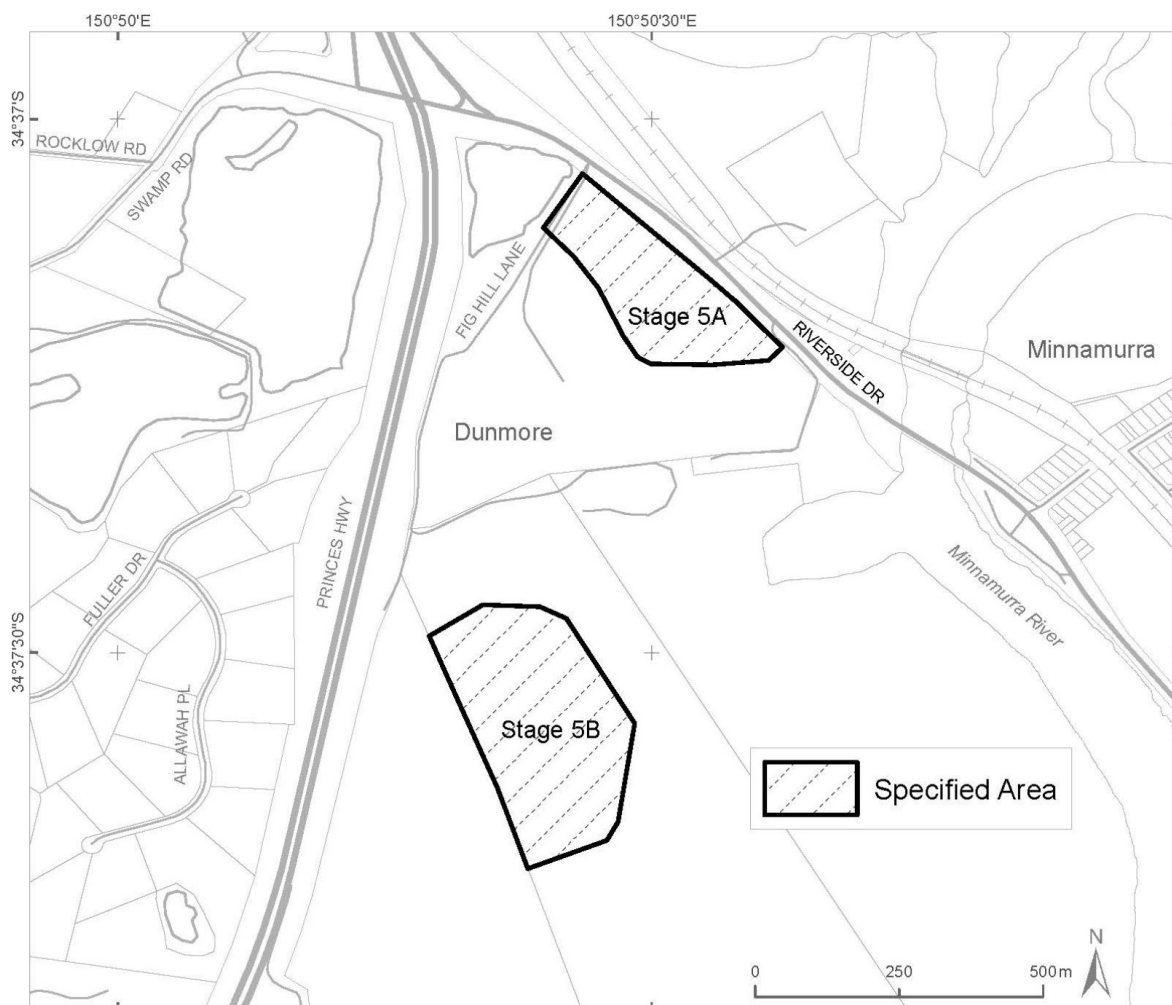 150°50'E
150°50'30"E
34°37'S
ROCKLOW RD
SWAMP RD
FIG HILL LANE
Stage 5A
RIVERSIDE DR
Minnamurra
Dunmore
PRINCES HWY
FULLER DR
Minnamurra River
34°37'30"S
ALLAWAH PL
Stage 5B
Specified Area
N
0 250 500m